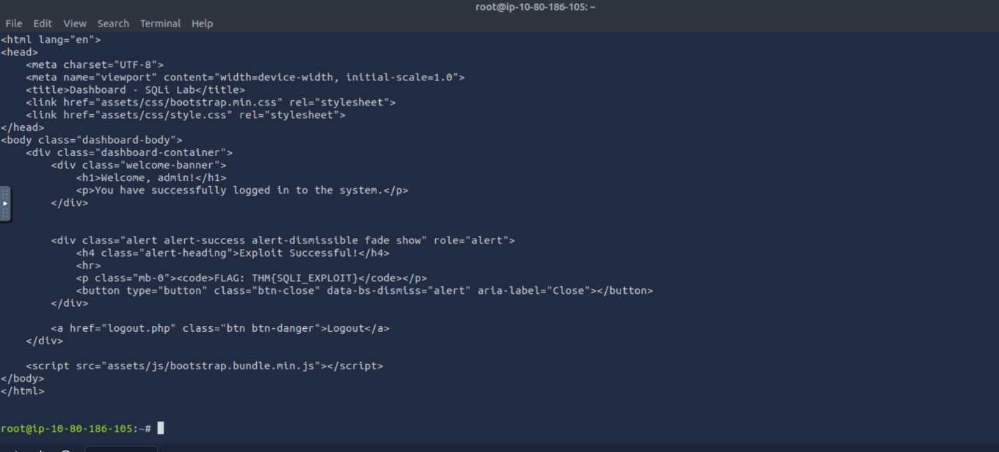 root@ip-10-80-186-105: ~
File Edit View Search Terminal Help
<html lang="en">
<head>
    <meta charset="UTF-8">
    <meta name="viewport" content="width=device-width, initial-scale=1.0">
    <title>Dashboard - SQLi Lab</title>
    <link href="assets/css/bootstrap.min.css" rel="stylesheet">
    <link href="assets/css/style.css" rel="stylesheet">
</head>
<body class="dashboard-body">
    <div class="dashboard-container">
        <div class="welcome-banner">
            <h1>Welcome, admin!</h1>
            <p>You have successfully logged in to the system.</p>
        </div>
        <div class="alert alert-success alert-dismissible fade show" role="alert">
            <h4 class="alert-heading">Exploit Successful!</h4>
            <hr>
            <p class="mb-0"><code>FLAG: THM{SQLI_EXPLOIT}</code></p>
            <button type="button" class="btn-close" data-bs-dismiss="alert" aria-label="Close"></button>
        </div>
        <a href="logout.php" class="btn btn-danger">Logout</a>
    </div>
    <script src="assets/js/bootstrap.bundle.min.js"></script>
</body>
</html>
root@ip-10-80-186-105:~#